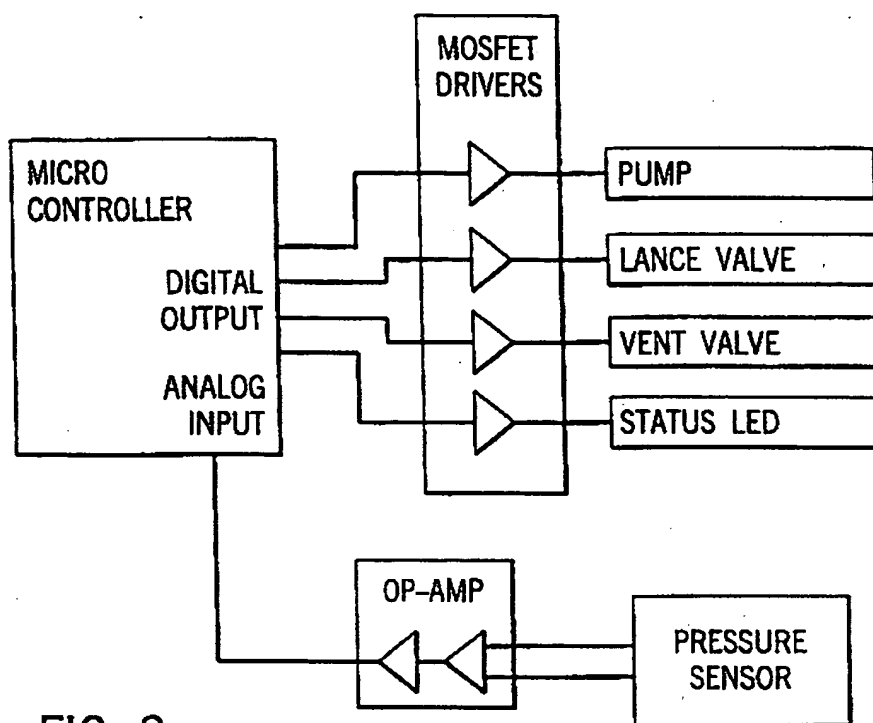 MOSFET
DRIVERS
MICRO
CONTROLLER
PUMP
LANCE VALVE
DIGITAL
OUTPUT
VENT VALVE
ANALOG
INPUT
STATUS LED
OP-AMP
PRESSURE
SENSOR